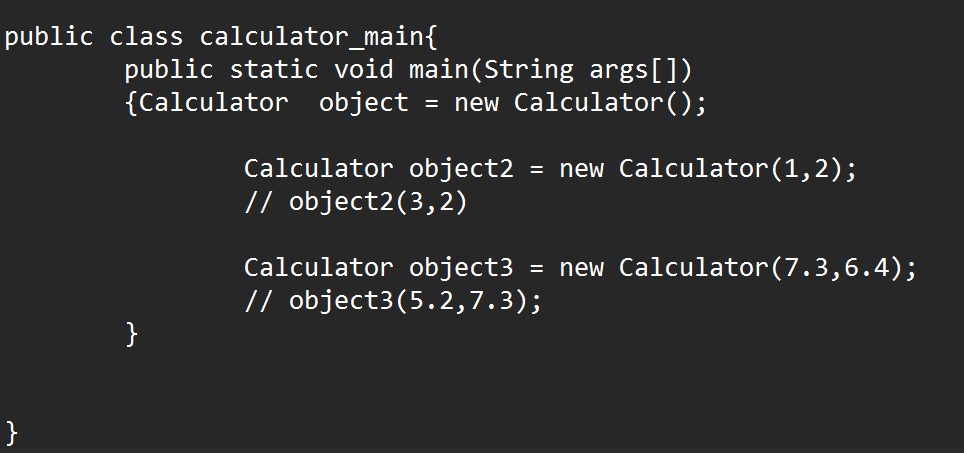 public class calculator_main{
public static void main(String args[])
{Calculator  object = new Calculator();
Calculator object2 = new Calculator(1,2);
// object2(3,2)
Calculator object3 = new Calculator(7.3,6.4);
// object3(5.2,7.3);
}
}